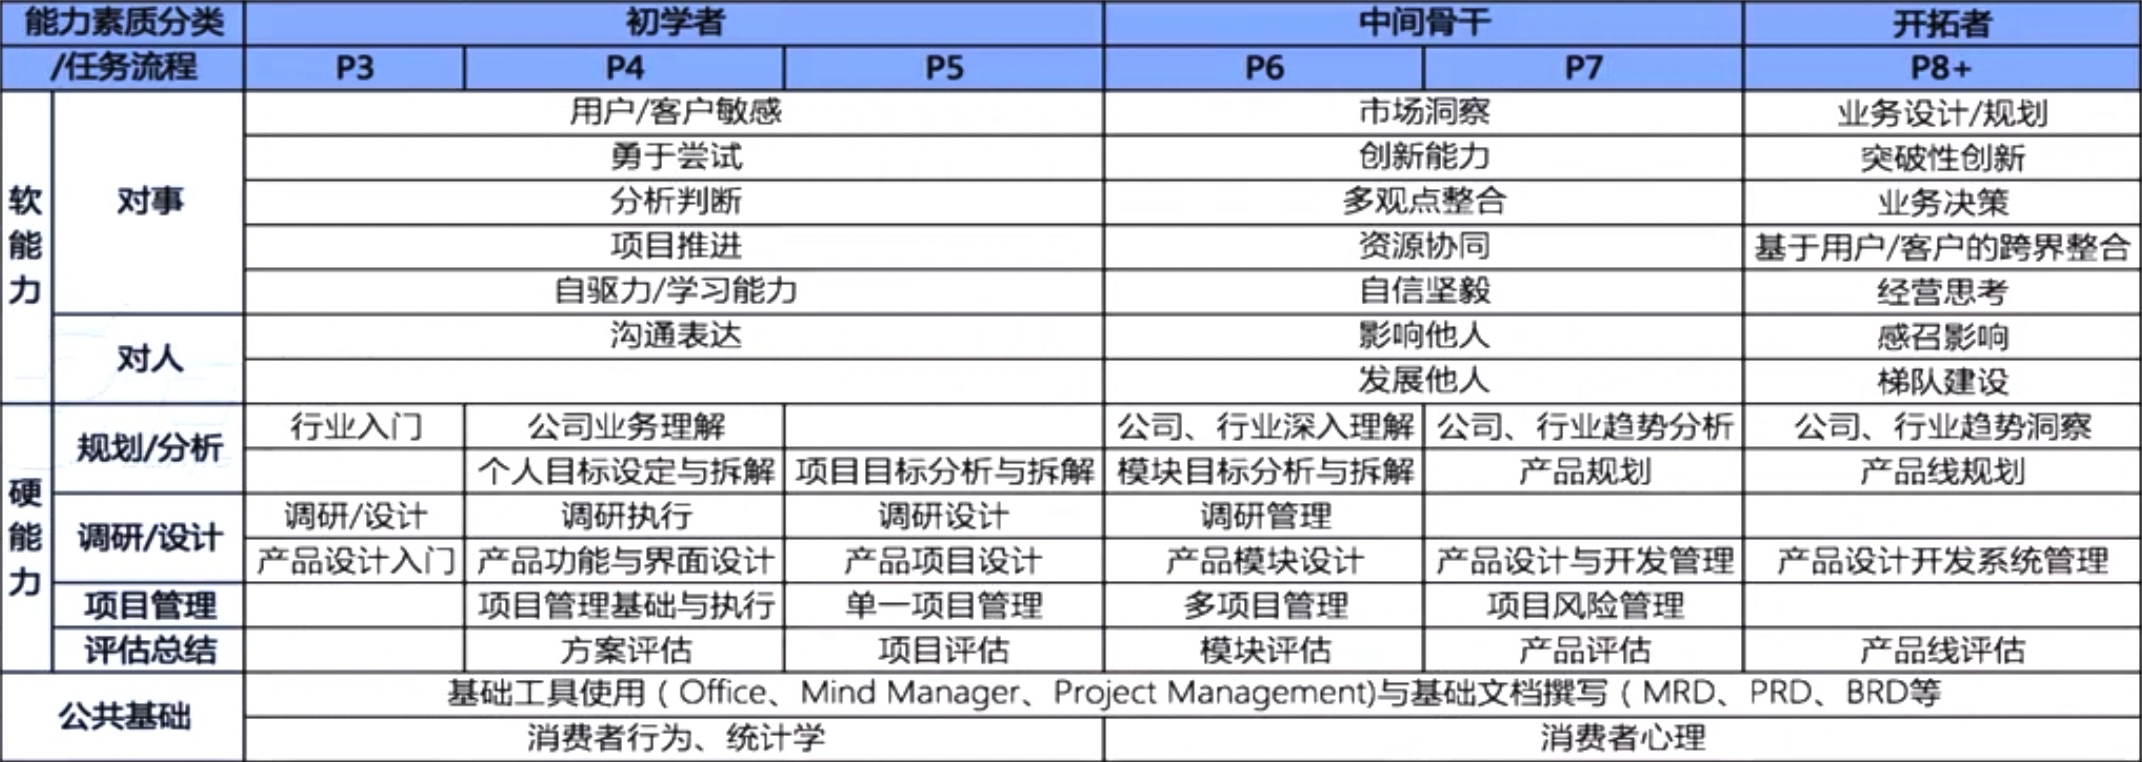 能力素质分类 初学者 中间骨干 开拓者
/任务流程 P3 P4 P5 P6 P7 P8+
软能力 对事 用户/客户敏感 市场洞察 业务设计/规划
勇于尝试 创新能力 突破性创新
分析判断 多观点整合 业务决策
项目推进 资源协同 基于用户/客户的跨界整合
自驱力/学习能力 自信坚毅 经营思考
对人 沟通表达 影响他人 感召影响
发展他人 梯队建设
硬能力 规划/分析 行业入门 公司业务理解 公司、行业深入理解 公司、行业趋势分析 公司、行业趋势洞察
个人目标设定与拆解 项目目标分析与拆解 模块目标分析与拆解 产品规划 产品线规划
调研/设计 调研/设计 调研执行 调研设计 调研管理
产品设计入门 产品功能与界面设计 产品项目设计 产品模块设计 产品设计与开发管理 产品设计开发系统管理
项目管理 项目管理基础与执行 单一项目管理 多项目管理 项目风险管理
评估总结 方案评估 项目评估 模块评估 产品评估 产品线评估
公共基础 基础工具使用（Office、Mind Manager、Project Management)与基础文档撰写（MRD、PRD、BRD等
消费者行为、统计学 消费者心理